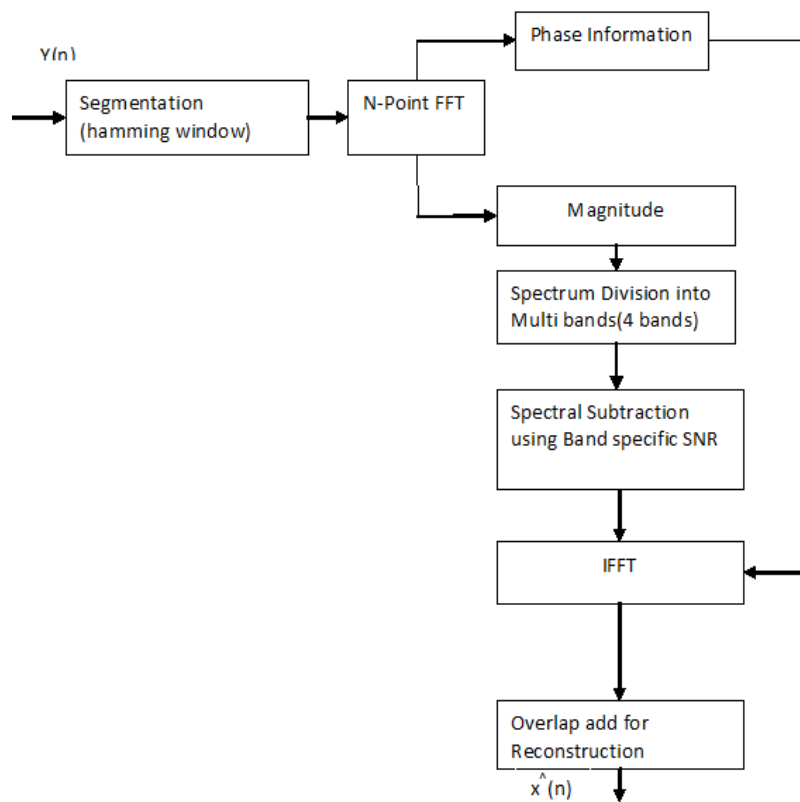 Phase Information
Y(n)
Segmentation
(hamming window)
N-Point FFT
Magnitude
Spectrum Division into
Multi bands(4 bands)
Spectral Subtraction
using Band specific SNR
IFFT
Overlap add for
Reconstruction
x^(n)